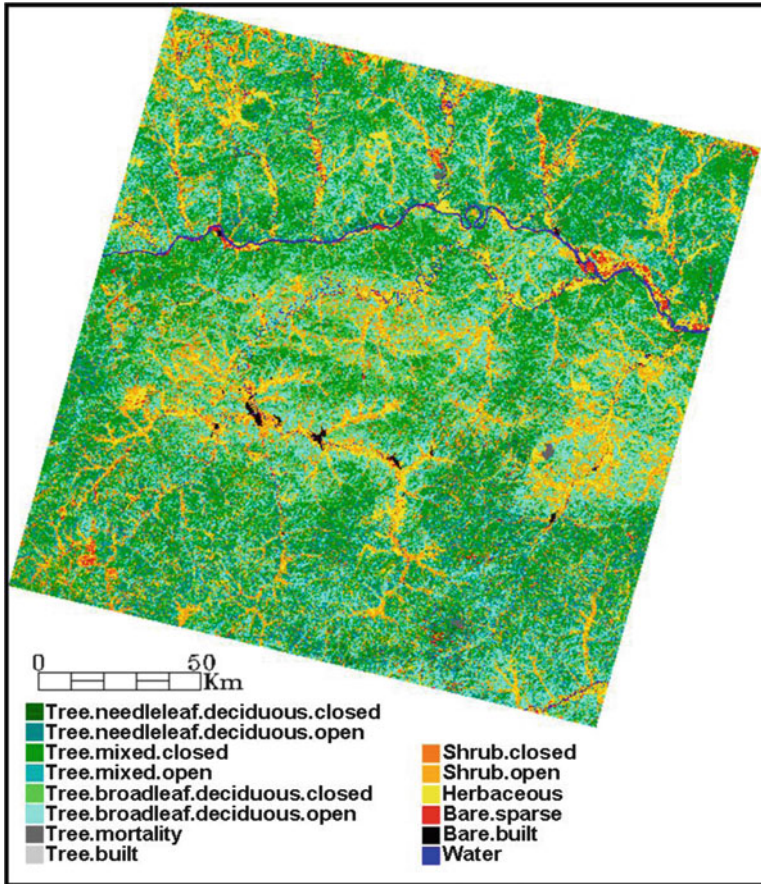 0 50
Km
Tree.needleleaf.deciduous.closed
Tree.needleleaf.deciduous.open
Tree.mixed.closed
Tree.mixed.open
Tree.broadleaf.deciduous.closed
Tree.broadleaf.deciduous.open
Tree.mortality
Tree.built
Shrub.closed
Shrub.open
Herbaceous
Bare.sparse
Bare.built
Water